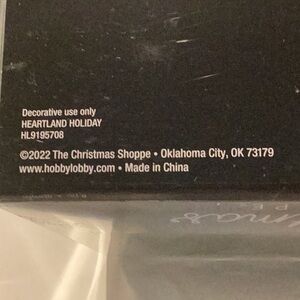 Decorative use only
HEARTLAND HOLIDAY
HL9195708
©2022 The Christmas Shoppe • Oklahoma City, OK 73179
www.hobbylobby.com • Made in China